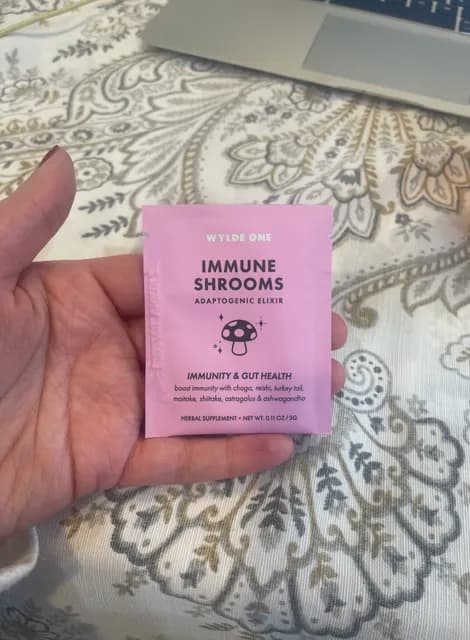 WYLDE ONE
IMMUNE
SHROOMS
ADAPTOGENIC ELIXIR
IMMUNITY & GUT HEALTH
boost immunity with chaga, reishi, turkey tail,
maitake, shiitake, astragalus & ashwagandha
HERBAL SUPPLEMENT • NET WT. 0.11 OZ / 3G